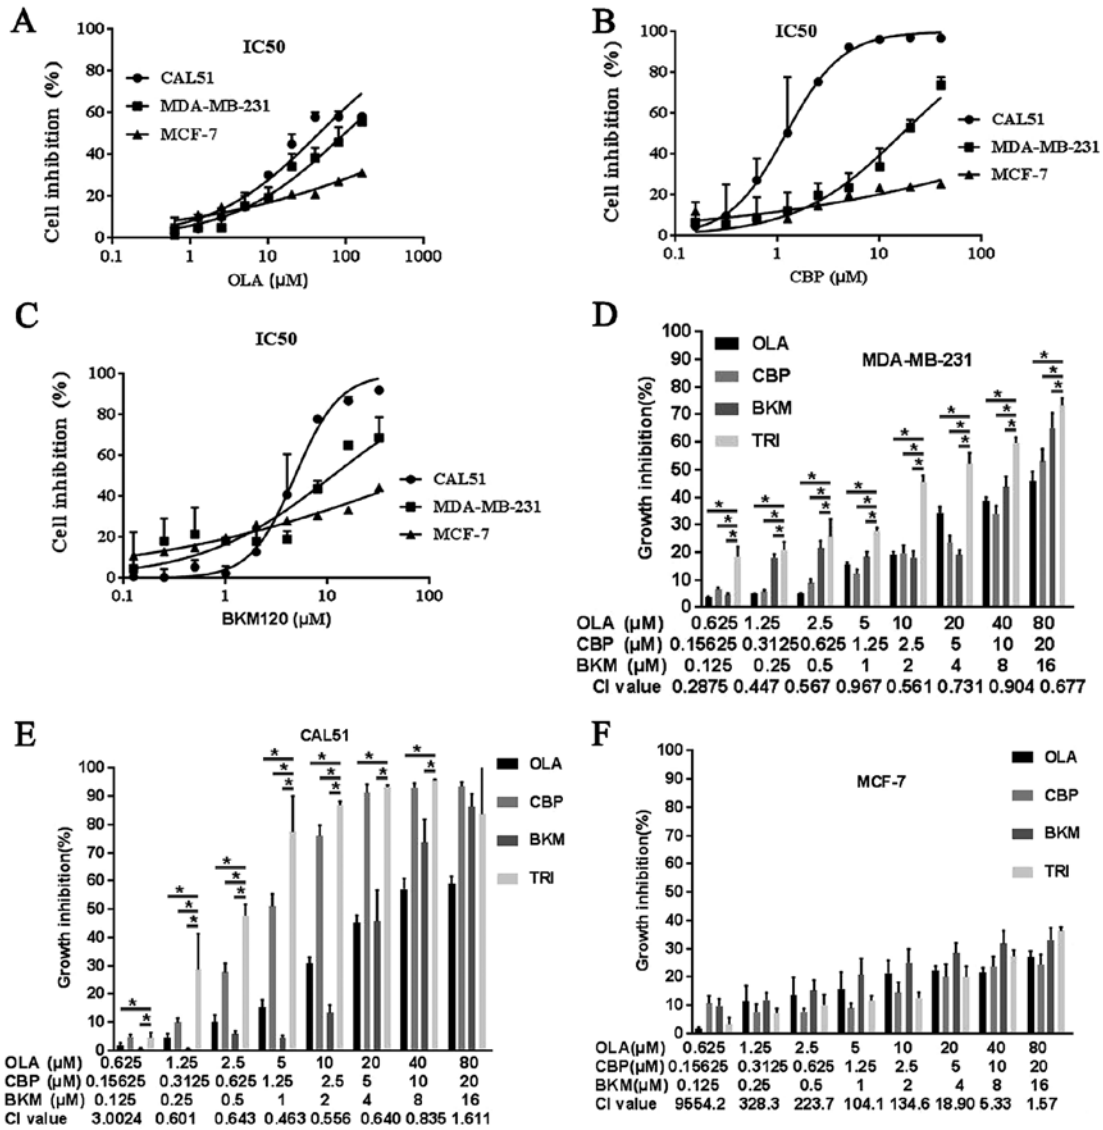 A
IC50
CAL51
MDA-MB-231
MCF-7
Cell inhibition (%)
100
80
60
40
20
0
0.1 1 10 100 1000
OLA (μM)
B
IC50
CAL51
MDA-MB-231
MCF-7
Cell inhibition (%)
100
80
60
40
20
0
0.1 1 10 100
CBP (μM)
C
IC50
CAL51
MDA-MB-231
MCF-7
Cell inhibition (%)
100
80
60
40
20
0
0.1 1 10 100
BKM120 (μM)
D
MDA-MB-231
OLA
CBP
BKM
TRI
Growth inhibition(%)
100
90
80
70
60
50
40
30
20
10
0
* * * * * * * * * * * * * * * * * * * * * * * *
OLA (μM) 0.625 1.25 2.5 5 10 20 40 80
CBP (μM) 0.15625 0.3125 0.625 1.25 2.5 5 10 20
BKM (μM) 0.125 0.25 0.5 1 2 4 8 16
CI value 0.2875 0.447 0.567 0.967 0.561 0.731 0.904 0.677
E
CAL51
OLA
CBP
BKM
TRI
Growth inhibition(%)
100
90
80
70
60
50
40
30
20
10
0
* * * * * * * * * * * * * * * * * *
OLA (μM) 0.625 1.25 2.5 5 10 20 40 80
CBP (μM) 0.15625 0.3125 0.625 1.25 2.5 5 10 20
BKM (μM) 0.125 0.25 0.5 1 2 4 8 16
CI value 3.0024 0.601 0.643 0.463 0.556 0.640 0.835 1.611
F
MCF-7
OLA
CBP
BKM
TRI
Growth inhibition(%)
100
90
80
70
60
50
40
30
20
10
0
OLA(μM) 0.625 1.25 2.5 5 10 20 40 80
CBP(μM) 0.15625 0.3125 0.625 1.25 2.5 5 10 20
BKM(μM) 0.125 0.25 0.5 1 2 4 8 16
CI value 9554.2 328.3 223.7 104.1 134.6 18.90 5.33 1.57